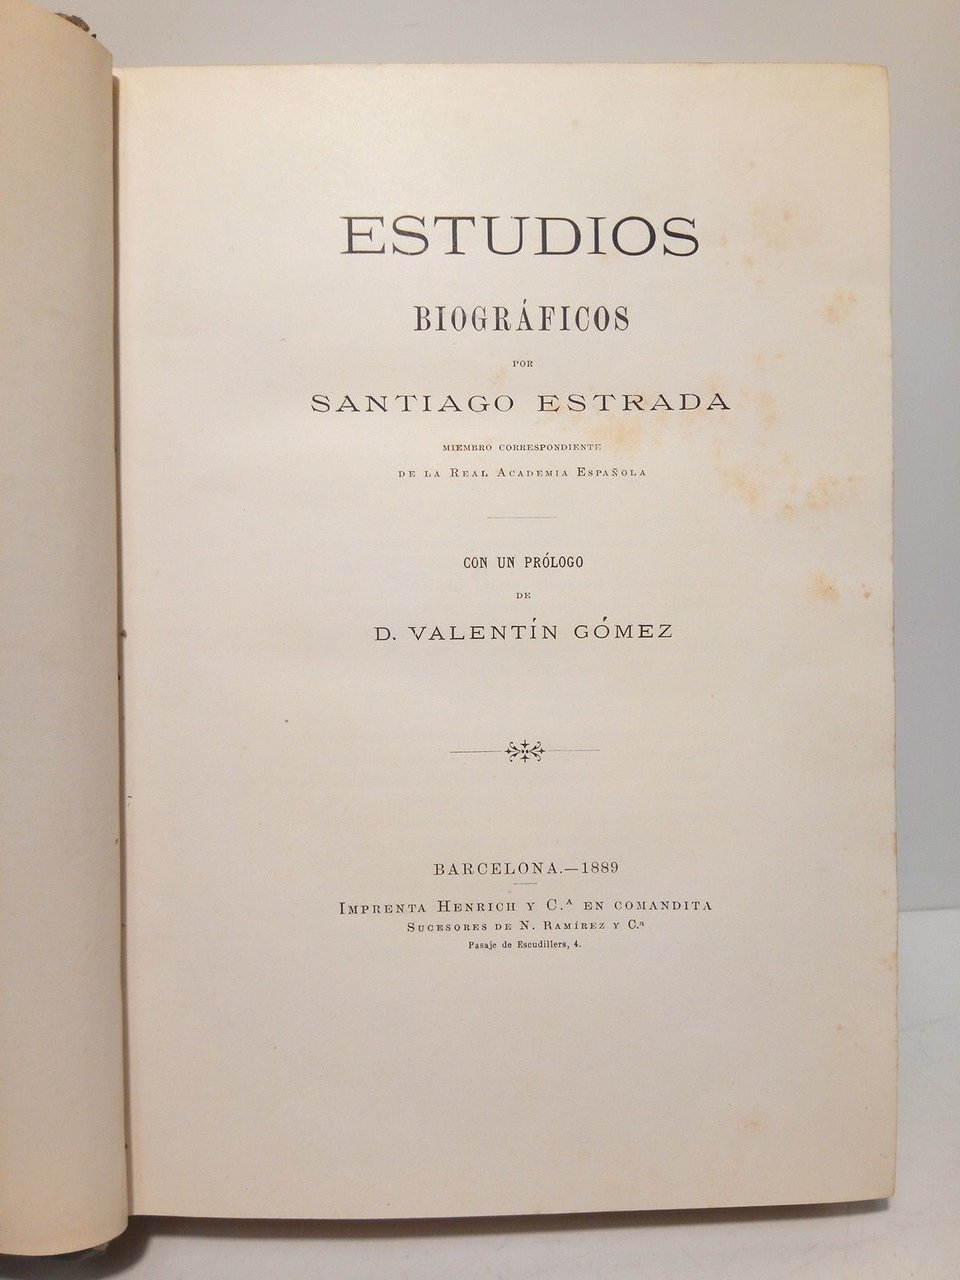 ESTUDIOS
BIOGRÁFICOS
POR
SANTIAGO ESTRADA
MIEMBRO CORRESPONDIENTE
DE LA REAL ACADEMIA ESPAÑOLA
CON UN PRÓLOGO
DE
D. VALENTÍN GÓMEZ
BARCELONA.—1889
IMPRENTA HENRICH Y C.ª EN COMANDITA
SUCESORES DE N. RAMÍREZ Y C.ª
Pasaje de Escudillers, 4.